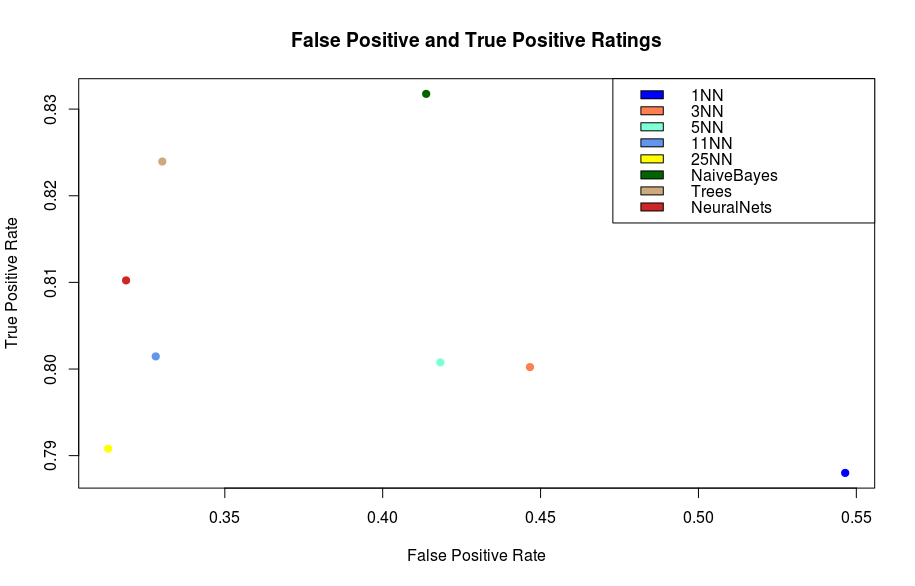 False Positive and True Positive Ratings
1NN
3NN
5NN
11NN
25NN
NaiveBayes
Trees
NeuralNets
True Positive Rate
0.83
0.82
0.81
0.80
0.79
0.35 0.40 0.45 0.50 0.55
False Positive Rate